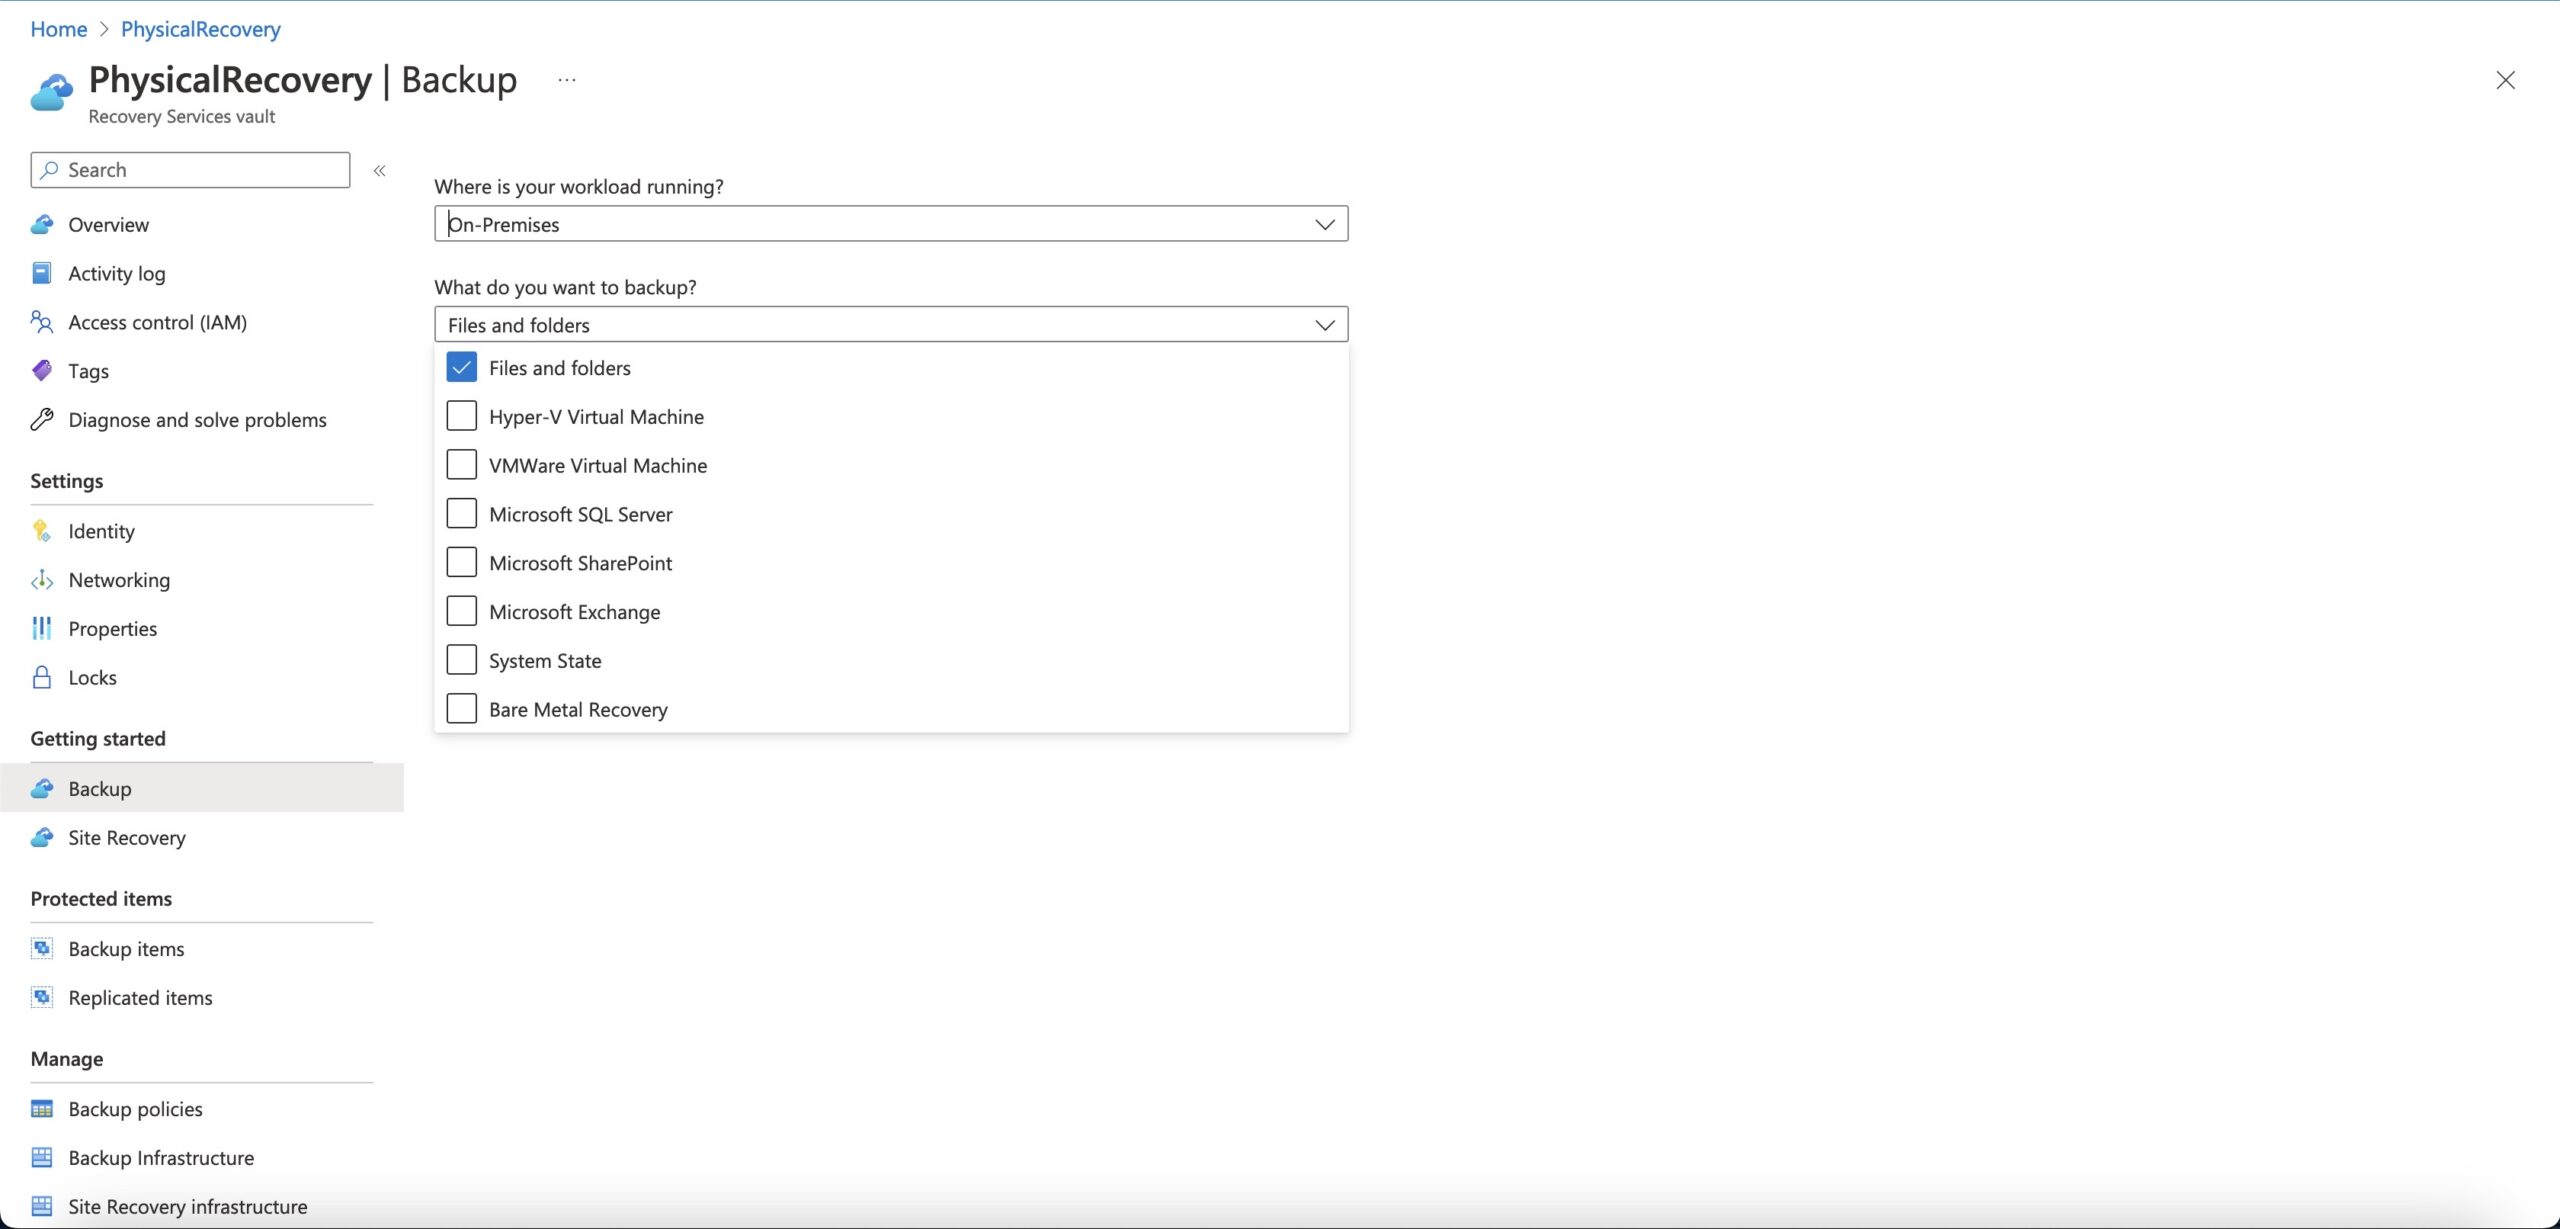 Home > PhysicalRecovery
PhysicalRecovery | Backup ...
Recovery Services vault
Search «
Overview
Activity log
Access control (IAM)
Tags
Diagnose and solve problems
Settings
Identity
Networking
Properties
Locks
Getting started
Backup
Site Recovery
Protected items
Backup items
Replicated items
Manage
Backup policies
Backup Infrastructure
Site Recovery infrastructure
Where is your workload running?
On-Premises
What do you want to backup?
Files and folders
Files and folders
Hyper-V Virtual Machine
VMWare Virtual Machine
Microsoft SQL Server
Microsoft SharePoint
Microsoft Exchange
System State
Bare Metal Recovery